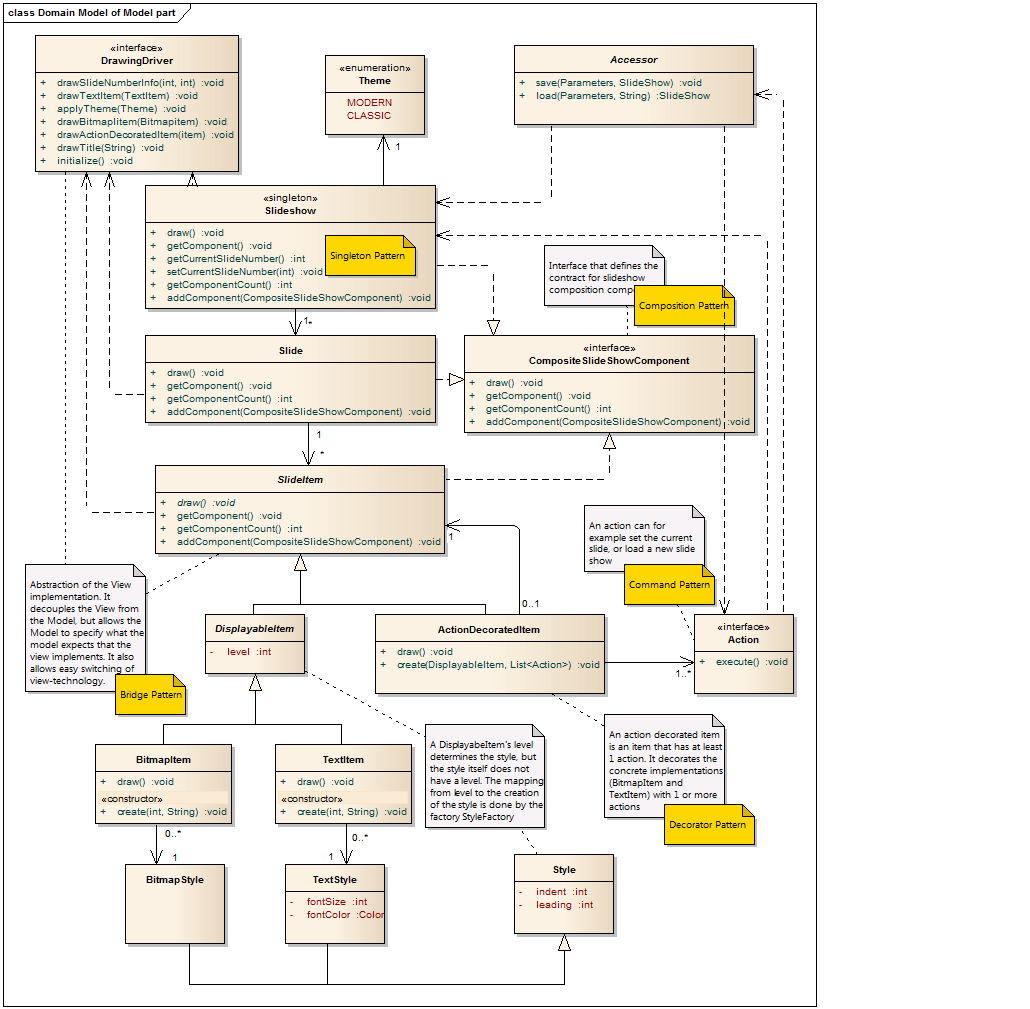 class Domain Model of Model part
«interface»
DrawingDriver
+ drawSlideNumberInfo(int, int) :void
+ drawTextItem(TextItem) :void
+ applyTheme(Theme) :void
+ drawBitmapIitem(Bitmapitem) :void
+ drawActionDecoratedItem(item) :void
+ drawTitle(String) :void
+ initialize() :void
«enumeration»
Theme
MODERN
CLASSIC
1
Accessor
+ save(Parameters, SlideShow) :void
+ load(Parameters, String) :SlideShow
«singleton»
Slideshow
+ draw() :void
+ getComponent() :void
+ getCurrentSlideNumber() :int
+ setCurrentSlideNumber(int) :void
+ getComponentCount() :int
+ addComponent(CompositeSlideShowComponent) :void
Singleton Pattern
Interface that defines the
contract for slideshow
composition comp
Composition Pattern
1..*
Slide
+ draw() :void
+ getComponent() :void
+ getComponentCount() :int
+ addComponent(CompositeSlideShowComponent) :void
«interface»
CompositeSlideShowComponent
+ draw() :void
+ getComponent() :void
+ getComponentCount() :int
+ addComponent(CompositeSlideShowComponent) :void
1
*
SlideItem
+ draw() :void
+ getComponent() :void
+ getComponentCount() :int
+ addComponent(CompositeSlideShowComponent) :void
1
0..1
An action can for
example set the current
slide, or load a new slide
show
Command Pattern
Abstraction of the View
implementation. It
decouples the View from
the Model, but allows the
Model to specify what the
model expects that the
view implements. It also
allows easy switching of
view-technology.
Bridge Pattern
DisplayableItem
- level :int
ActionDecoratedItem
+ draw() :void
+ create(DisplayableItem, List<Action>) :void
1..*
«interface»
Action
+ execute() :void
BitmapItem
+ draw() :void
«constructor»
+ create(int, String) :void
TextItem
+ draw() :void
«constructor»
+ create(int, String) :void
A DisplayabeItem's level
determines the style, but
the style itself does not
have a level. The mapping
from level to the creation
of the style is done by the
factory StyleFactory
An action decorated item
is an item that has at least
1 action. It decorates the
concrete implementations
(BitmapItem and
TextItem) with 1 or more
actions
Decorator Pattern
0..*
1
0..*
1
BitmapStyle
TextStyle
- fontSize :int
- fontColor :Color
Style
- indent :int
- leading :int